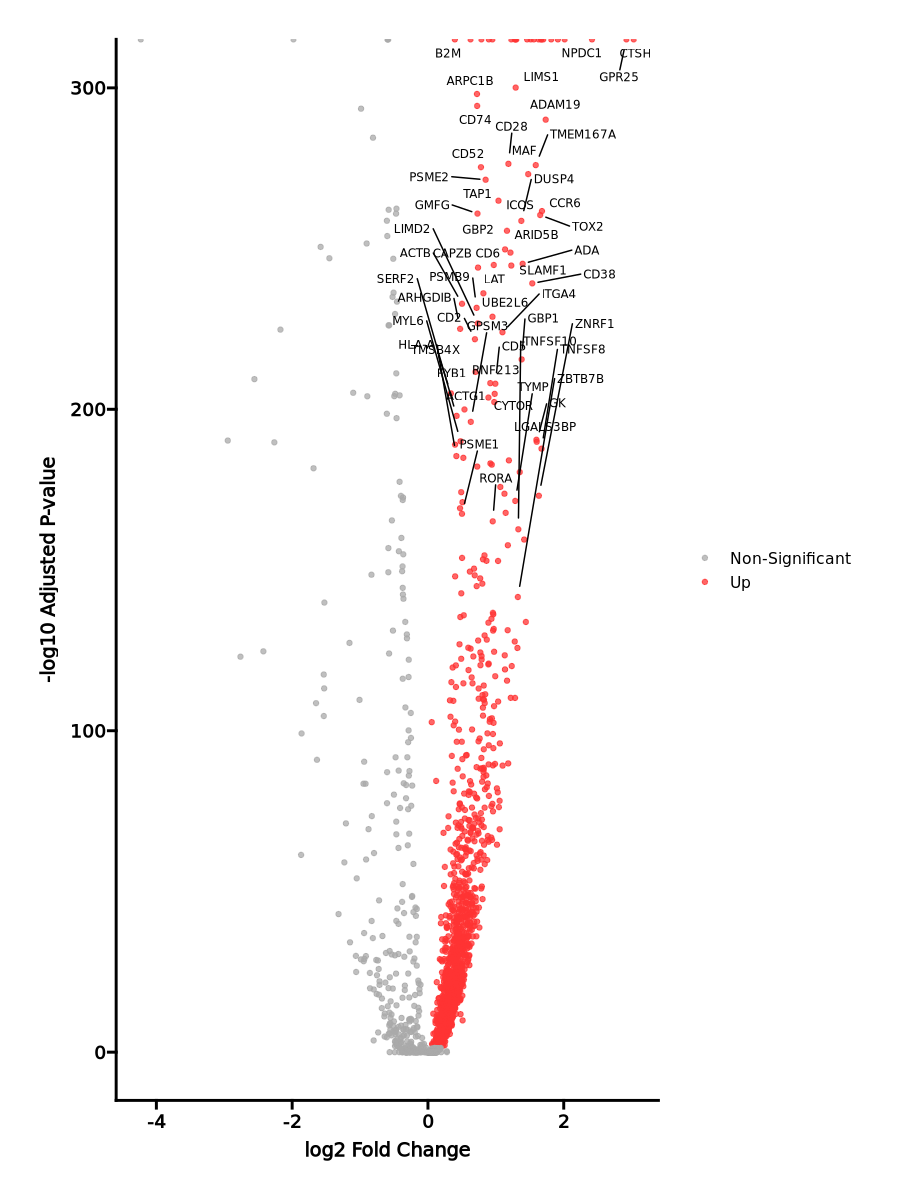 B2M
NPDC1
CTSH
GPR25
ARPC1B
LIMS1
ADAM19
CD74
CD28
TMEM167A
CD52
MAF
PSME2
DUSP4
TAP1
GMFG
ICOS
CCR6
LIMD2
GBP2
ARID5B
TOX2
ACTB
CAPZB
CD6
ADA
SERF2
PSMB9
LAT
SLAMF1
CD38
ARHGDIB
UBE2L6
ITGA4
MYL6
CD2
GPSM3
GBP1
ZNRF1
HLA-A
TMSB4X
CD5
TNFSF10
TNFSF8
FYB1
RNF213
TYMP
ZBTB7B
ACTG1
CYTOR
GK
PSME1
LGALS3BP
RORA
300
200
100
0
-4
-2
0
2
log2 Fold Change
-log10 Adjusted P-value
Non-Significant
Up